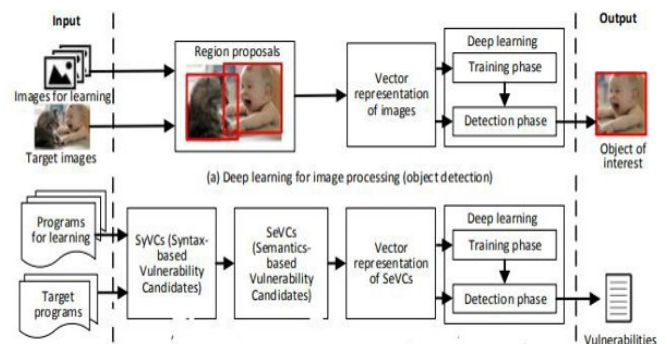 Input
Output
Images for learning
Target images
Region proposals
Vector
representation
of images
Deep learning
Training phase
Detection phase
Object of
interest
(a) Deep learning for image processing (object detection)
Programs
for learning
Target
programs
SyVCs (Syntax-
based
Vulnerability
Candidates)
SeVCs
(Semantics-
based
Vulnerability
Candidates)
Vector
representation
of SeVCs
Deep learning
Training phase
Detection phase
Vulnerabilities